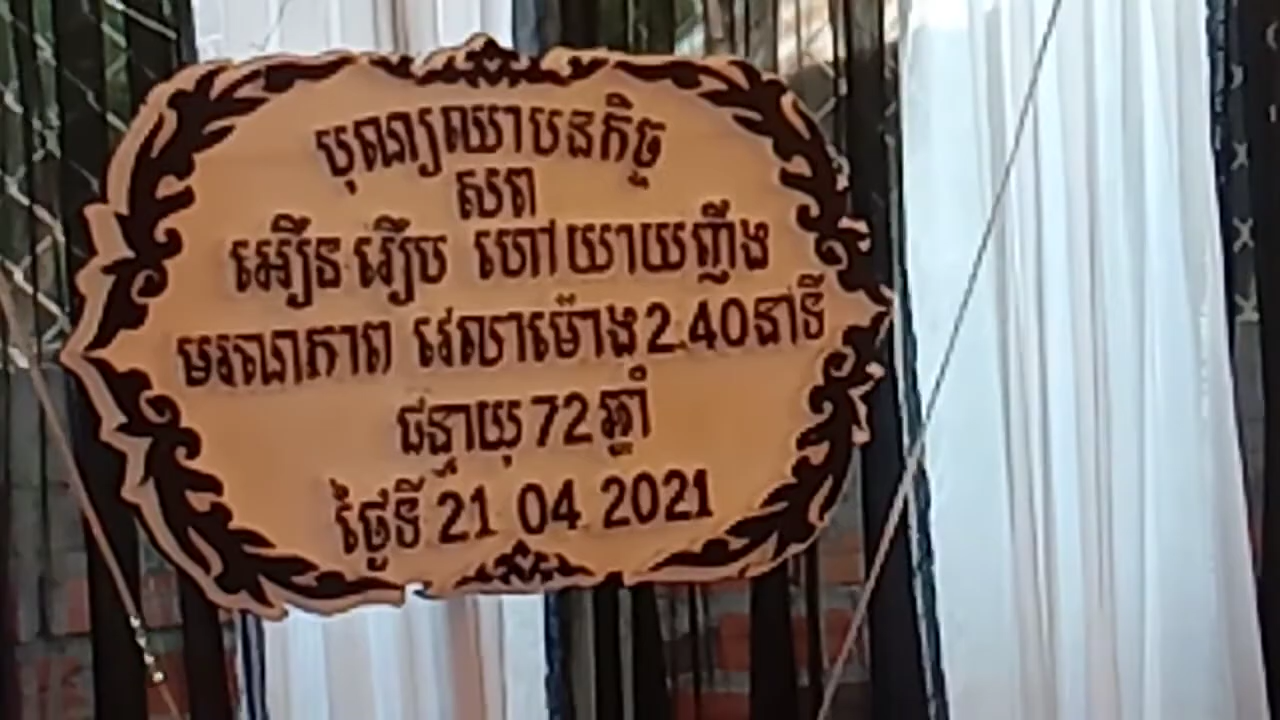 បុណ្យឈាបនកិច្ច
សព
អឿន រឿប ហៅយាយញឹង
មរណភាព វេលាម៉ោង2.40នាទី
ជន្មាយុ72ឆ្នាំ
ថ្ងៃទី 21 04 2021